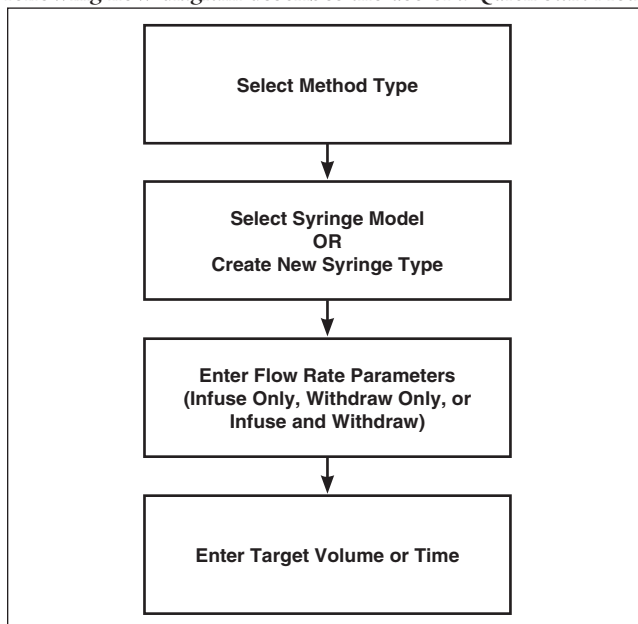 Select Method Type
Select Syringe Model
OR
Create New Syringe Type
Enter Flow Rate Parameters
(Infuse Only, Withdraw Only, or
Infuse and Withdraw)
Enter Target Volume or Time